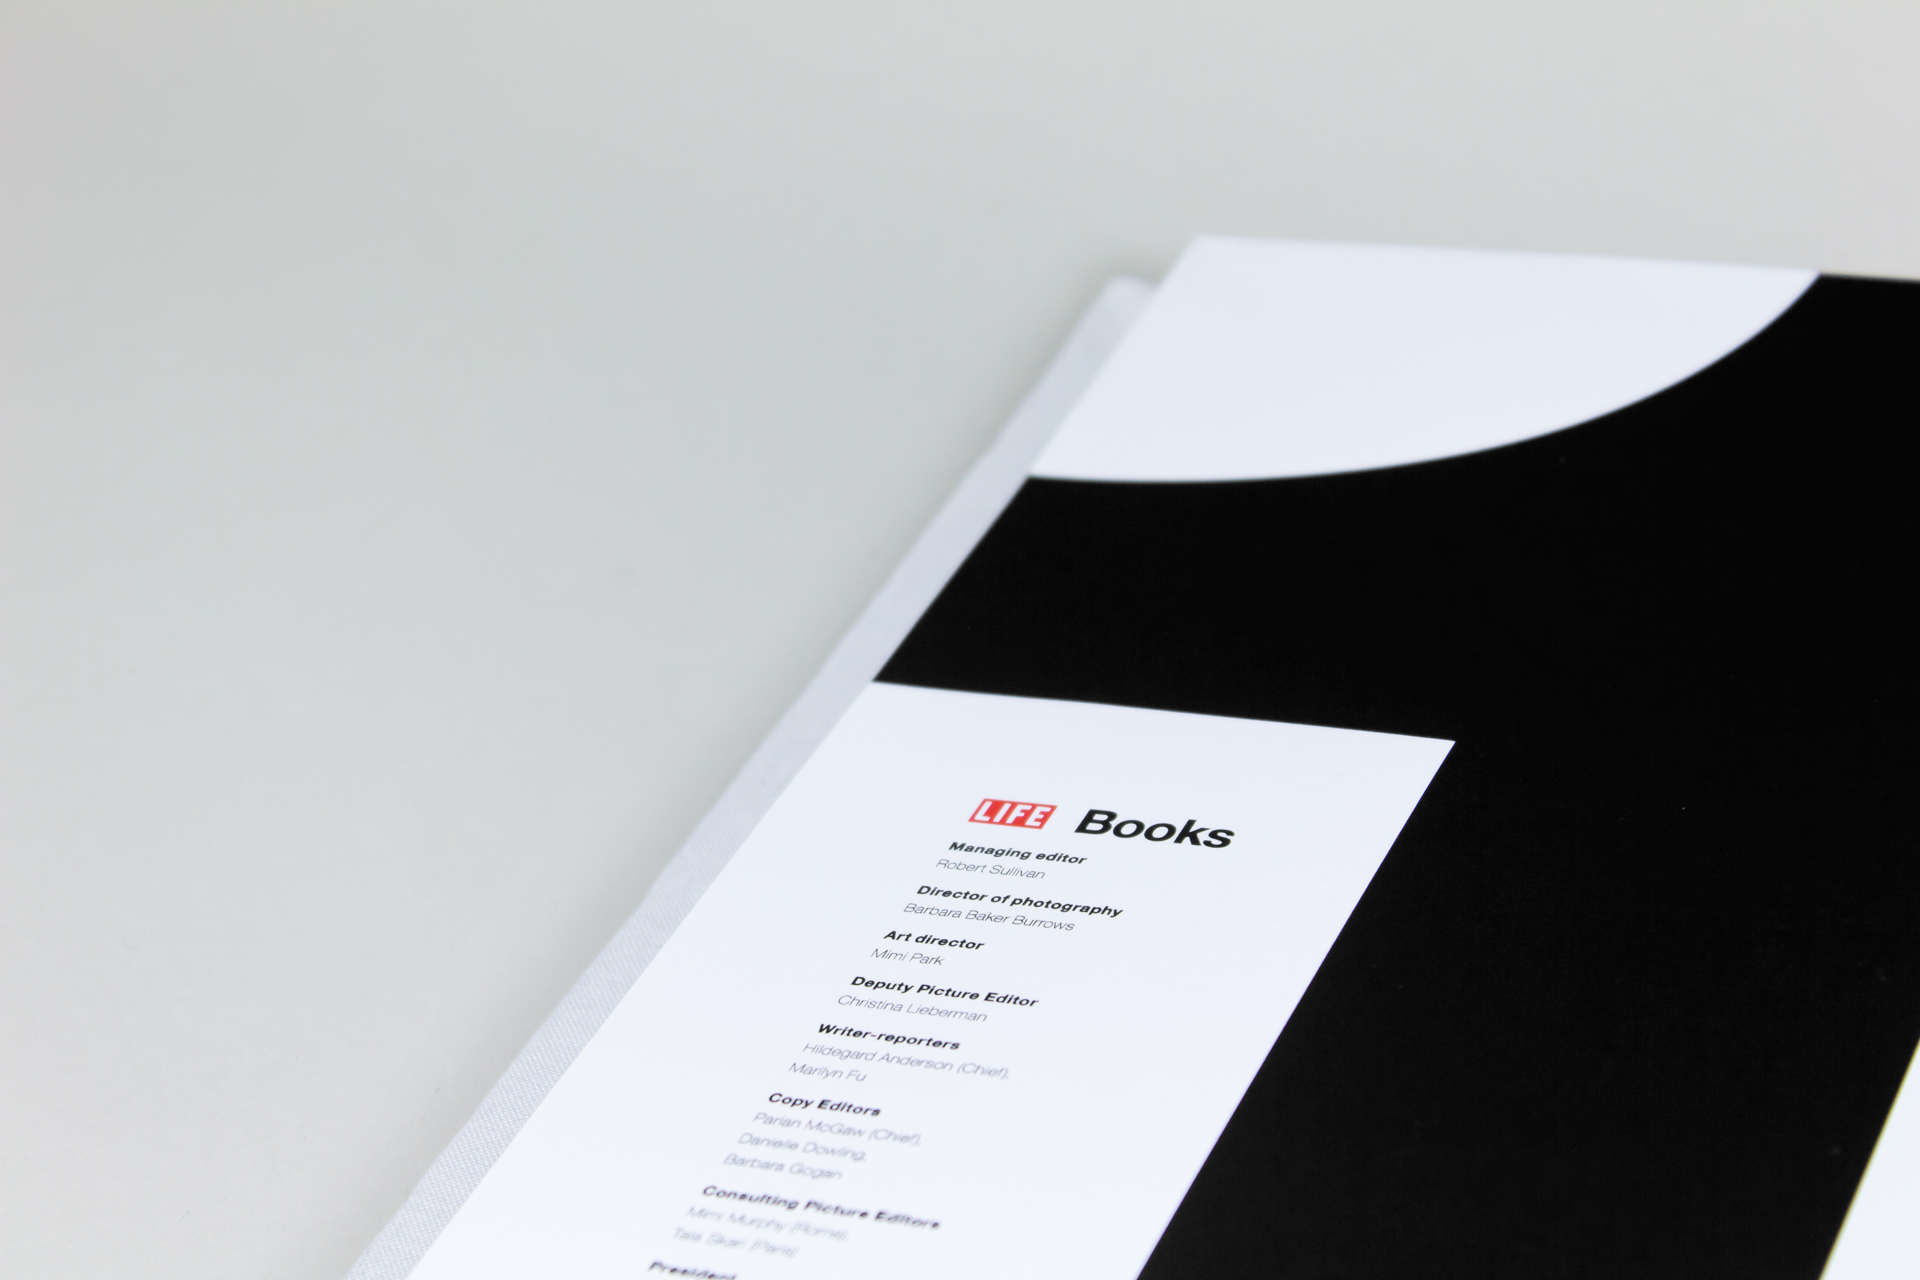 LIFE Books
Managing editor
Robert Sullivan
Director of photography
Barbara Baker Burrows
Art director
Mimi Park
Deputy Picture Editor
Christina Lieberman
Writer-reporters
Hildegard Anderson (Chief),
Marilyn Fu
Copy Editors
Parlan McGaw (Chief),
Danielle Dowling,
Barbara Gogan
Consulting Picture Editors
Mimi Murphy (Rome)
Tala Skari (Paris)
President